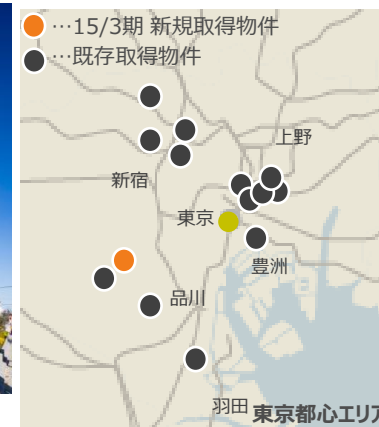 …15/3期 新規取得物件
…既存取得物件
上野
新宿
東京
豊洲
品川
羽田
東京都心エリア